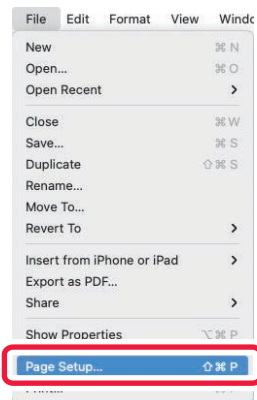 File Edit Format View Windo
New ⌘ N
Open... ⌘ O
Open Recent >
Close ⌘ W
Save... ⌘ S
Duplicate ⇧ ⌘ S
Rename...
Move To...
Revert To >
Insert from iPhone or iPad >
Export as PDF...
Share >
Show Properties ⌥ ⌘ P
Page Setup... ⇧ ⌘ P